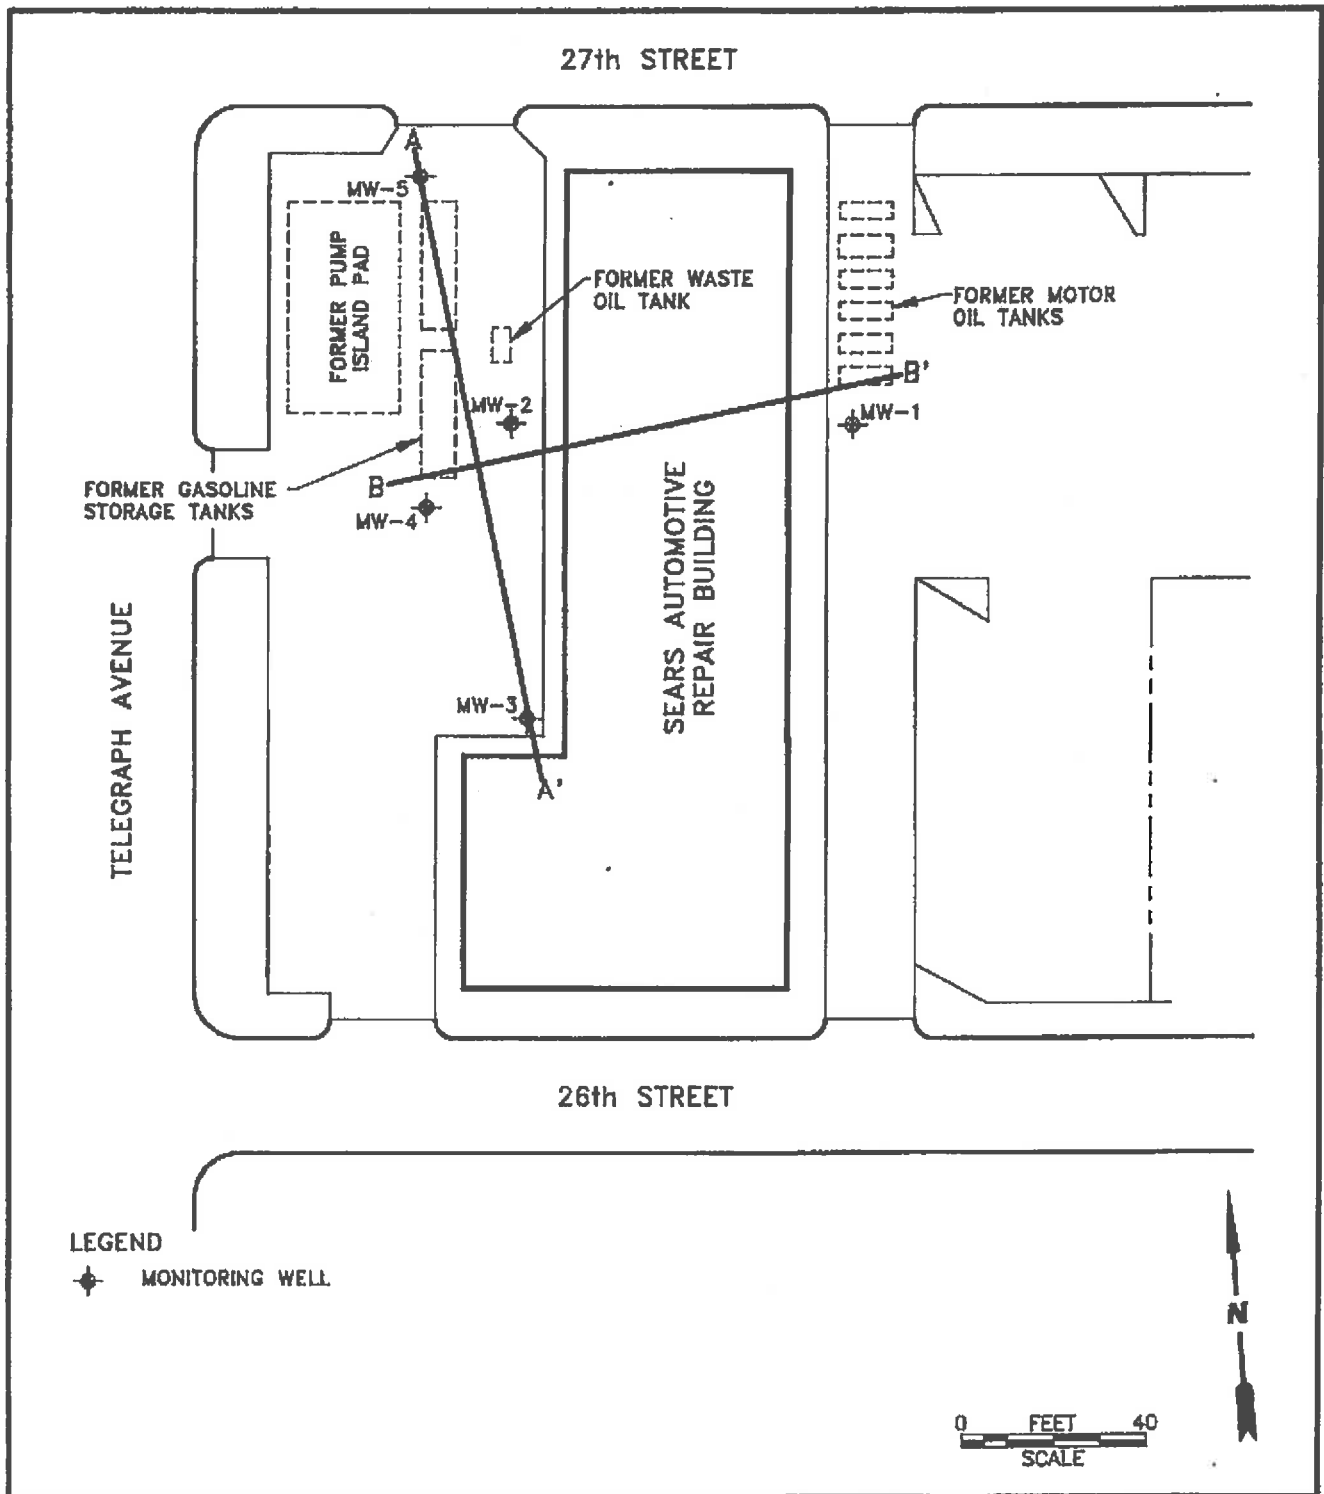 27th STREET
A
MW-5
FORMER PUMP
ISLAND PAD
FORMER WASTE
OIL TANK
FORMER MOTOR
OIL TANKS
B'
MW-2
MW-1
FORMER GASOLINE
STORAGE TANKS
B
MW-4
SEARS AUTOMOTIVE
REPAIR BUILDING
TELEGRAPH AVENUE
MW-3
A'
26th STREET
LEGEND
MONITORING WELL
N
0 FEET 40
SCALE